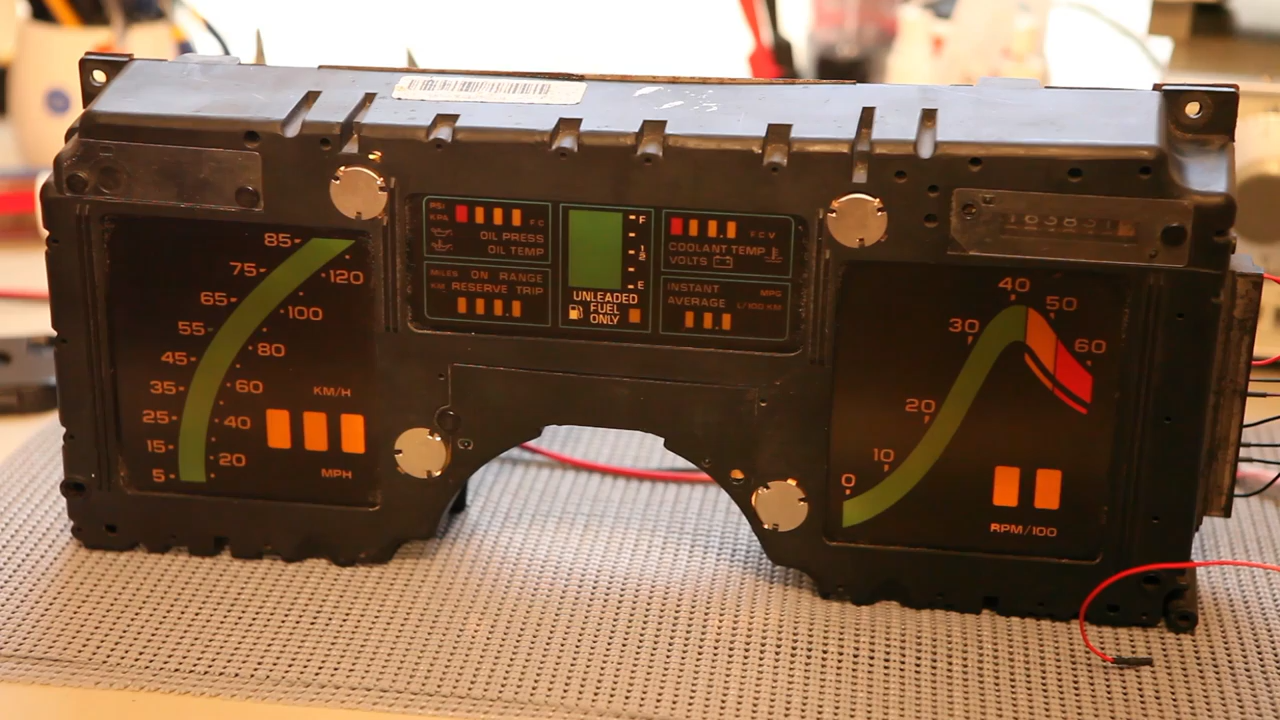 85
75
65
55
45
35
25
15
5
120
100
80
60
40
20
KM/H
MPH
PSI
KPA
F C
OIL PRESS
OIL TEMP
MILES ON RANGE
KM RESERVE TRIP
F
1/2
E
UNLEADED
FUEL
ONLY
F C V
COOLANT TEMP
VOLTS
INSTANT MPG
AVERAGE L/100 KM
40
50
30
60
20
10
0
RPM/100